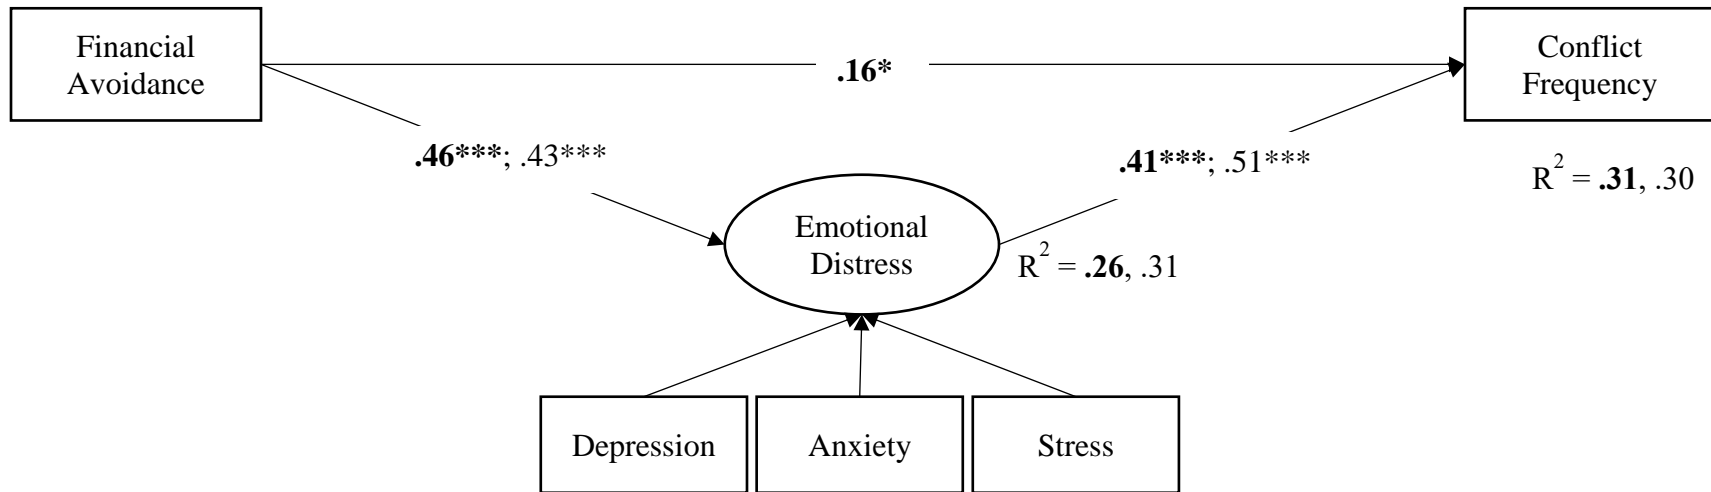 Financial
Avoidance
.16*
Conflict
Frequency
.46***; .43***
.41***; .51***
R² = .31, .30
Emotional
Distress
R² = .26, .31
Depression
Anxiety
Stress